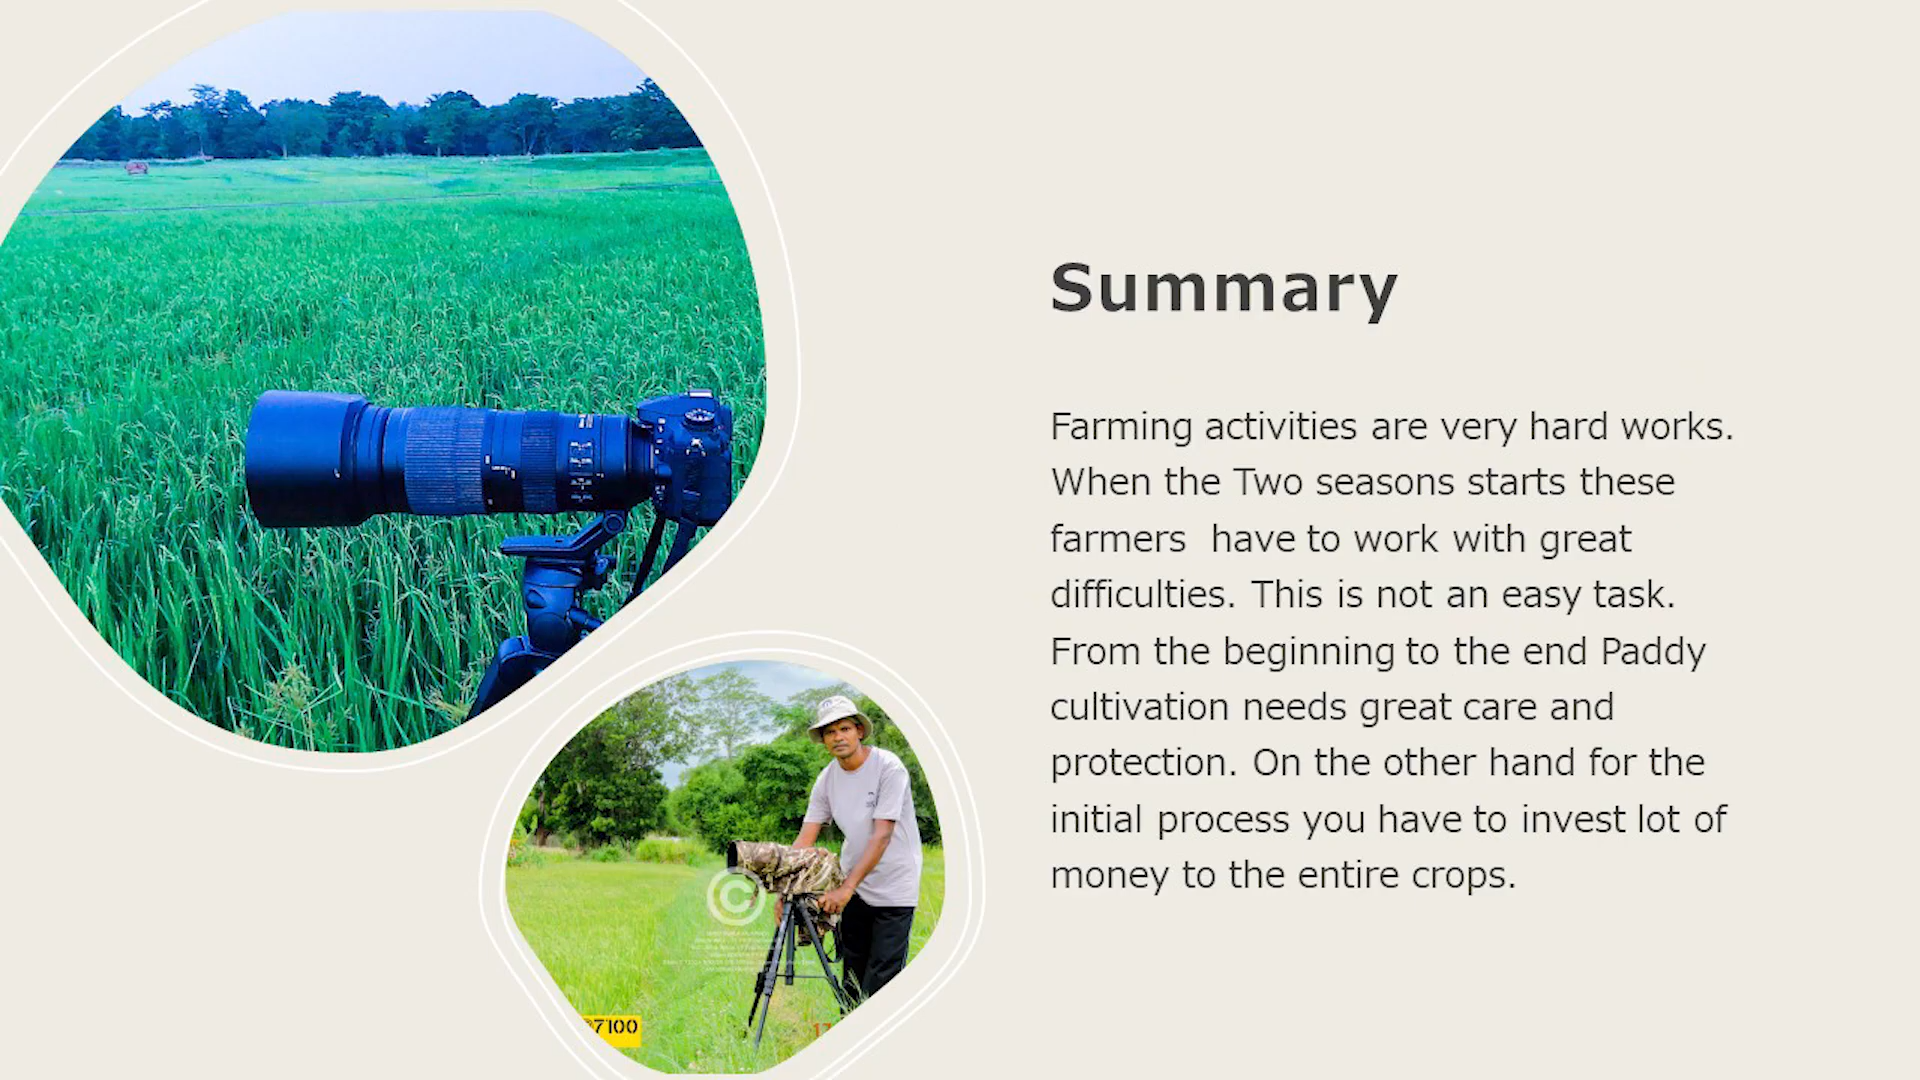 Summary
Farming activities are very hard works.
When the Two seasons starts these
farmers  have to work with great
difficulties. This is not an easy task.
From the beginning to the end Paddy
cultivation needs great care and
protection. On the other hand for the
initial process you have to invest lot of
money to the entire crops.
©
7100
17